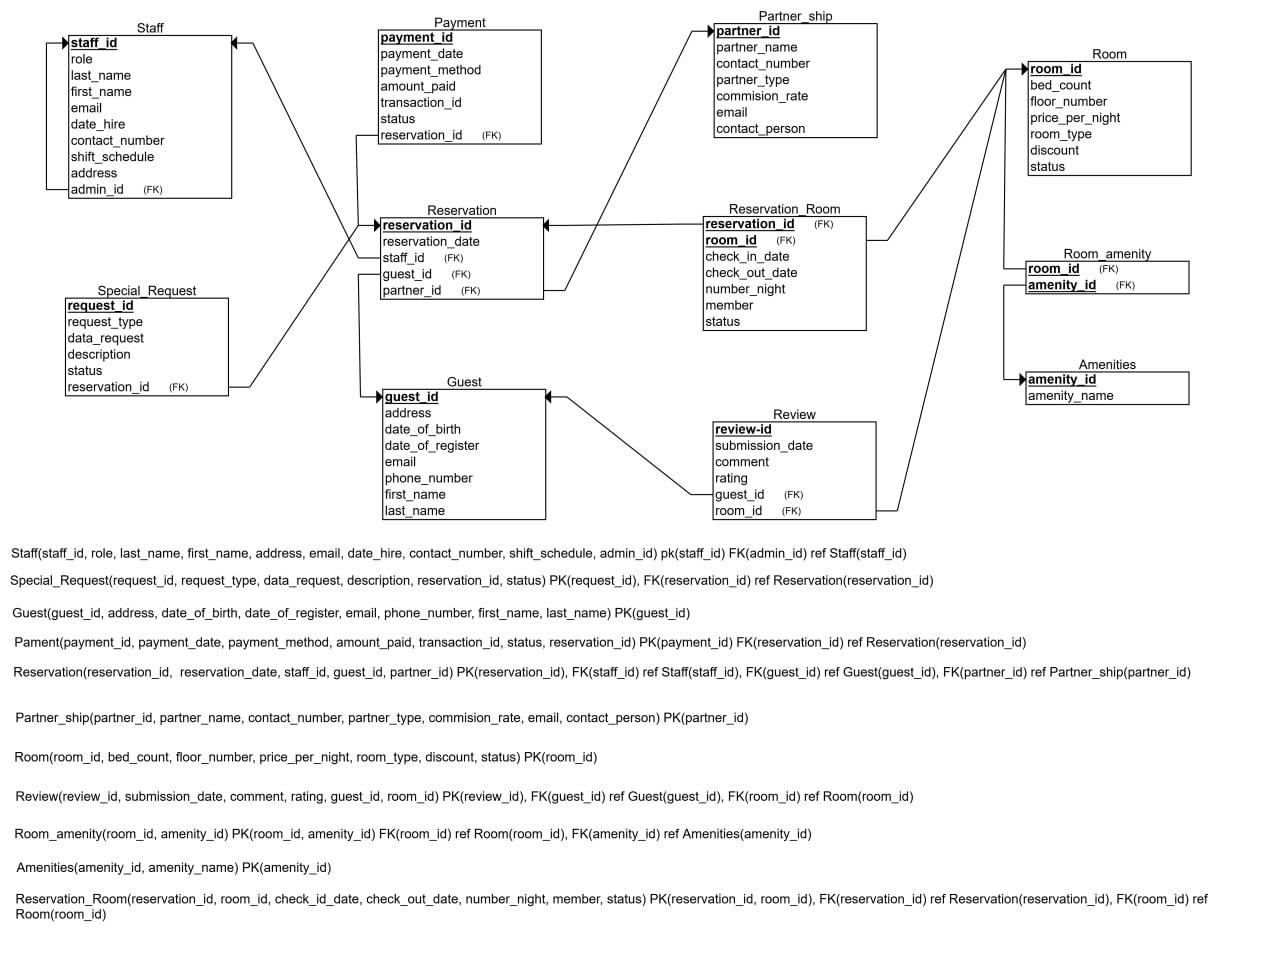 Staff
staff_id
role
last_name
first_name
email
date_hire
contact_number
shift_schedule
address
admin_id (FK)
Payment
payment_id
payment_date
payment_method
amount_paid
transaction_id
status
reservation_id (FK)
Partner_ship
partner_id
partner_name
contact_number
partner_type
commision_rate
email
contact_person
Room
room_id
bed_count
floor_number
price_per_night
room_type
discount
status
Reservation
reservation_id
reservation_date
staff_id (FK)
guest_id (FK)
partner_id (FK)
Reservation_Room
reservation_id (FK)
room_id (FK)
check_in_date
check_out_date
number_night
member
status
Room_amenity
room_id (FK)
amenity_id (FK)
Special_Request
request_id
request_type
data_request
description
status
reservation_id (FK)
Guest
guest_id
address
date_of_birth
date_of_register
email
phone_number
first_name
last_name
Review
review-id
submission_date
comment
rating
guest_id (FK)
room_id (FK)
Amenities
amenity_id
amenity_name
Staff(staff_id, role, last_name, first_name, address, email, date_hire, contact_number, shift_schedule, admin_id) pk(staff_id) FK(admin_id) ref Staff(staff_id)
Special_Request(request_id, request_type, data_request, description, reservation_id, status) PK(request_id), FK(reservation_id) ref Reservation(reservation_id)
Guest(guest_id, address, date_of_birth, date_of_register, email, phone_number, first_name, last_name) PK(guest_id)
Pament(payment_id, payment_date, payment_method, amount_paid, transaction_id, status, reservation_id) PK(payment_id) FK(reservation_id) ref Reservation(reservation_id)
Reservation(reservation_id, reservation_date, staff_id, guest_id, partner_id) PK(reservation_id), FK(staff_id) ref Staff(staff_id), FK(guest_id) ref Guest(guest_id), FK(partner_id) ref Partner_ship(partner_id)
Partner_ship(partner_id, partner_name, contact_number, partner_type, commision_rate, email, contact_person) PK(partner_id)
Room(room_id, bed_count, floor_number, price_per_night, room_type, discount, status) PK(room_id)
Review(review_id, submission_date, comment, rating, guest_id, room_id) PK(review_id), FK(guest_id) ref Guest(guest_id), FK(room_id) ref Room(room_id)
Room_amenity(room_id, amenity_id) PK(room_id, amenity_id) FK(room_id) ref Room(room_id), FK(amenity_id) ref Amenities(amenity_id)
Amenities(amenity_id, amenity_name) PK(amenity_id)
Reservation_Room(reservation_id, room_id, check_id_date, check_out_date, number_night, member, status) PK(reservation_id, room_id), FK(reservation_id) ref Reservation(reservation_id), FK(room_id) ref
Room(room_id)